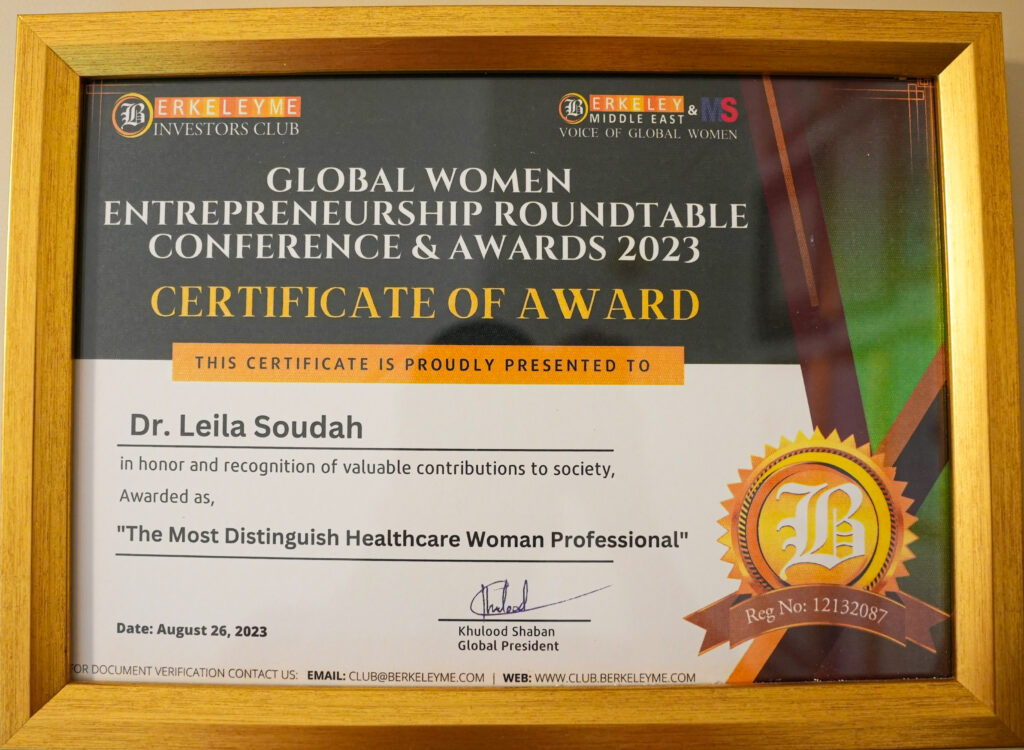 BERKELEYME
INVESTORS CLUB
BERKELEY
MIDDLE EAST & MS
VOICE OF GLOBAL WOMEN
GLOBAL WOMEN
ENTREPRENEURSHIP ROUNDTABLE
CONFERENCE & AWARDS 2023
CERTIFICATE OF AWARD
THIS CERTIFICATE IS PROUDLY PRESENTED TO
Dr. Leila Soudah
in honor and recognition of valuable contributions to society,
Awarded as,
"The Most Distinguish Healthcare Woman Professional"
B
Reg No: 12132087
Khulood
Date: August 26, 2023
Khulood Shaban
Global President
FOR DOCUMENT VERIFICATION CONTACT US: EMAIL: CLUB@BERKELEYME.COM | WEB: WWW.CLUB.BERKELEYME.COM